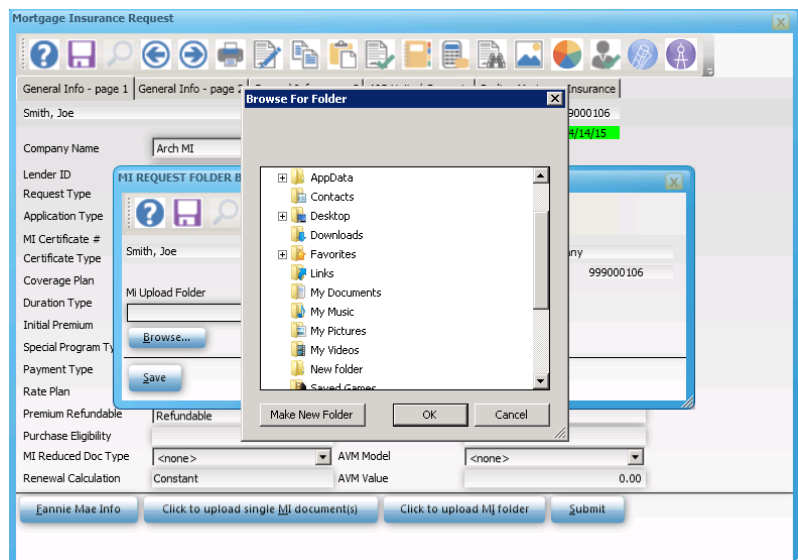 Mortgage Insurance Request
General Info - page 1 General Info - page 2 Insurance
Smith, Joe 9000106
4/14/15
Company Name Arch MI
Lender ID
Request Type
Application Type
MI Certificate #
Certificate Type
Coverage Plan
Duration Type
Initial Premium
Special Program Ty
Payment Type
Rate Plan
Premium Refundable Refundable
Purchase Eligibility
MI Reduced Doc Type <none> AVM Model <none>
Renewal Calculation Constant AVM Value 0.00
Fannie Mae Info Click to upload single MI document(s) Click to upload MI folder Submit
MI REQUEST FOLDER B
Smith, Joe ny
999000106
Mi Upload Folder
Browse...
Save
Browse For Folder
AppData
Contacts
Desktop
Downloads
Favorites
Links
My Documents
My Music
My Pictures
My Videos
New folder
Saved Games
Make New Folder OK Cancel